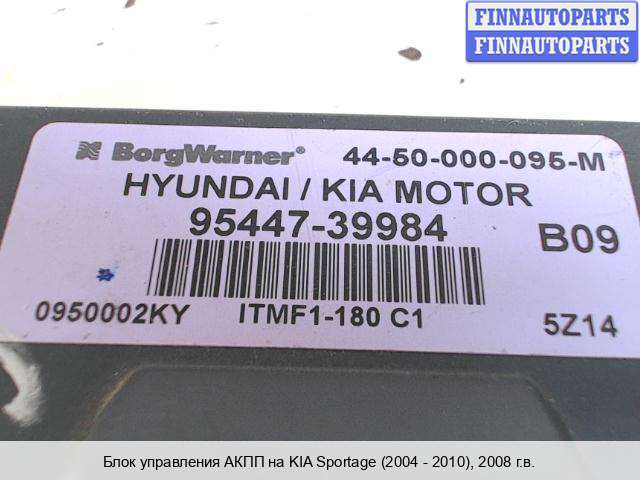 FINNAUTOPARTS
FINNAUTOPARTS
BorgWarner® 44-50-000-095-M
HYUNDAI / KIA MOTOR
95447-39984
B09
0950002KY ITMF1-180 C1 5Z14
Блок управления АКПП на KIA Sportage (2004 - 2010), 2008 г.в.